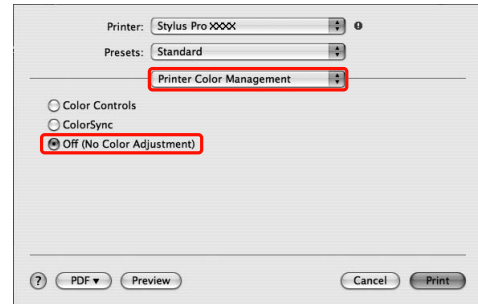 Printer: Stylus Pro XXXX
Presets: Standard
Printer Color Management
Color Controls
ColorSync
Off (No Color Adjustment)
? PDF ▼ Preview Cancel Print